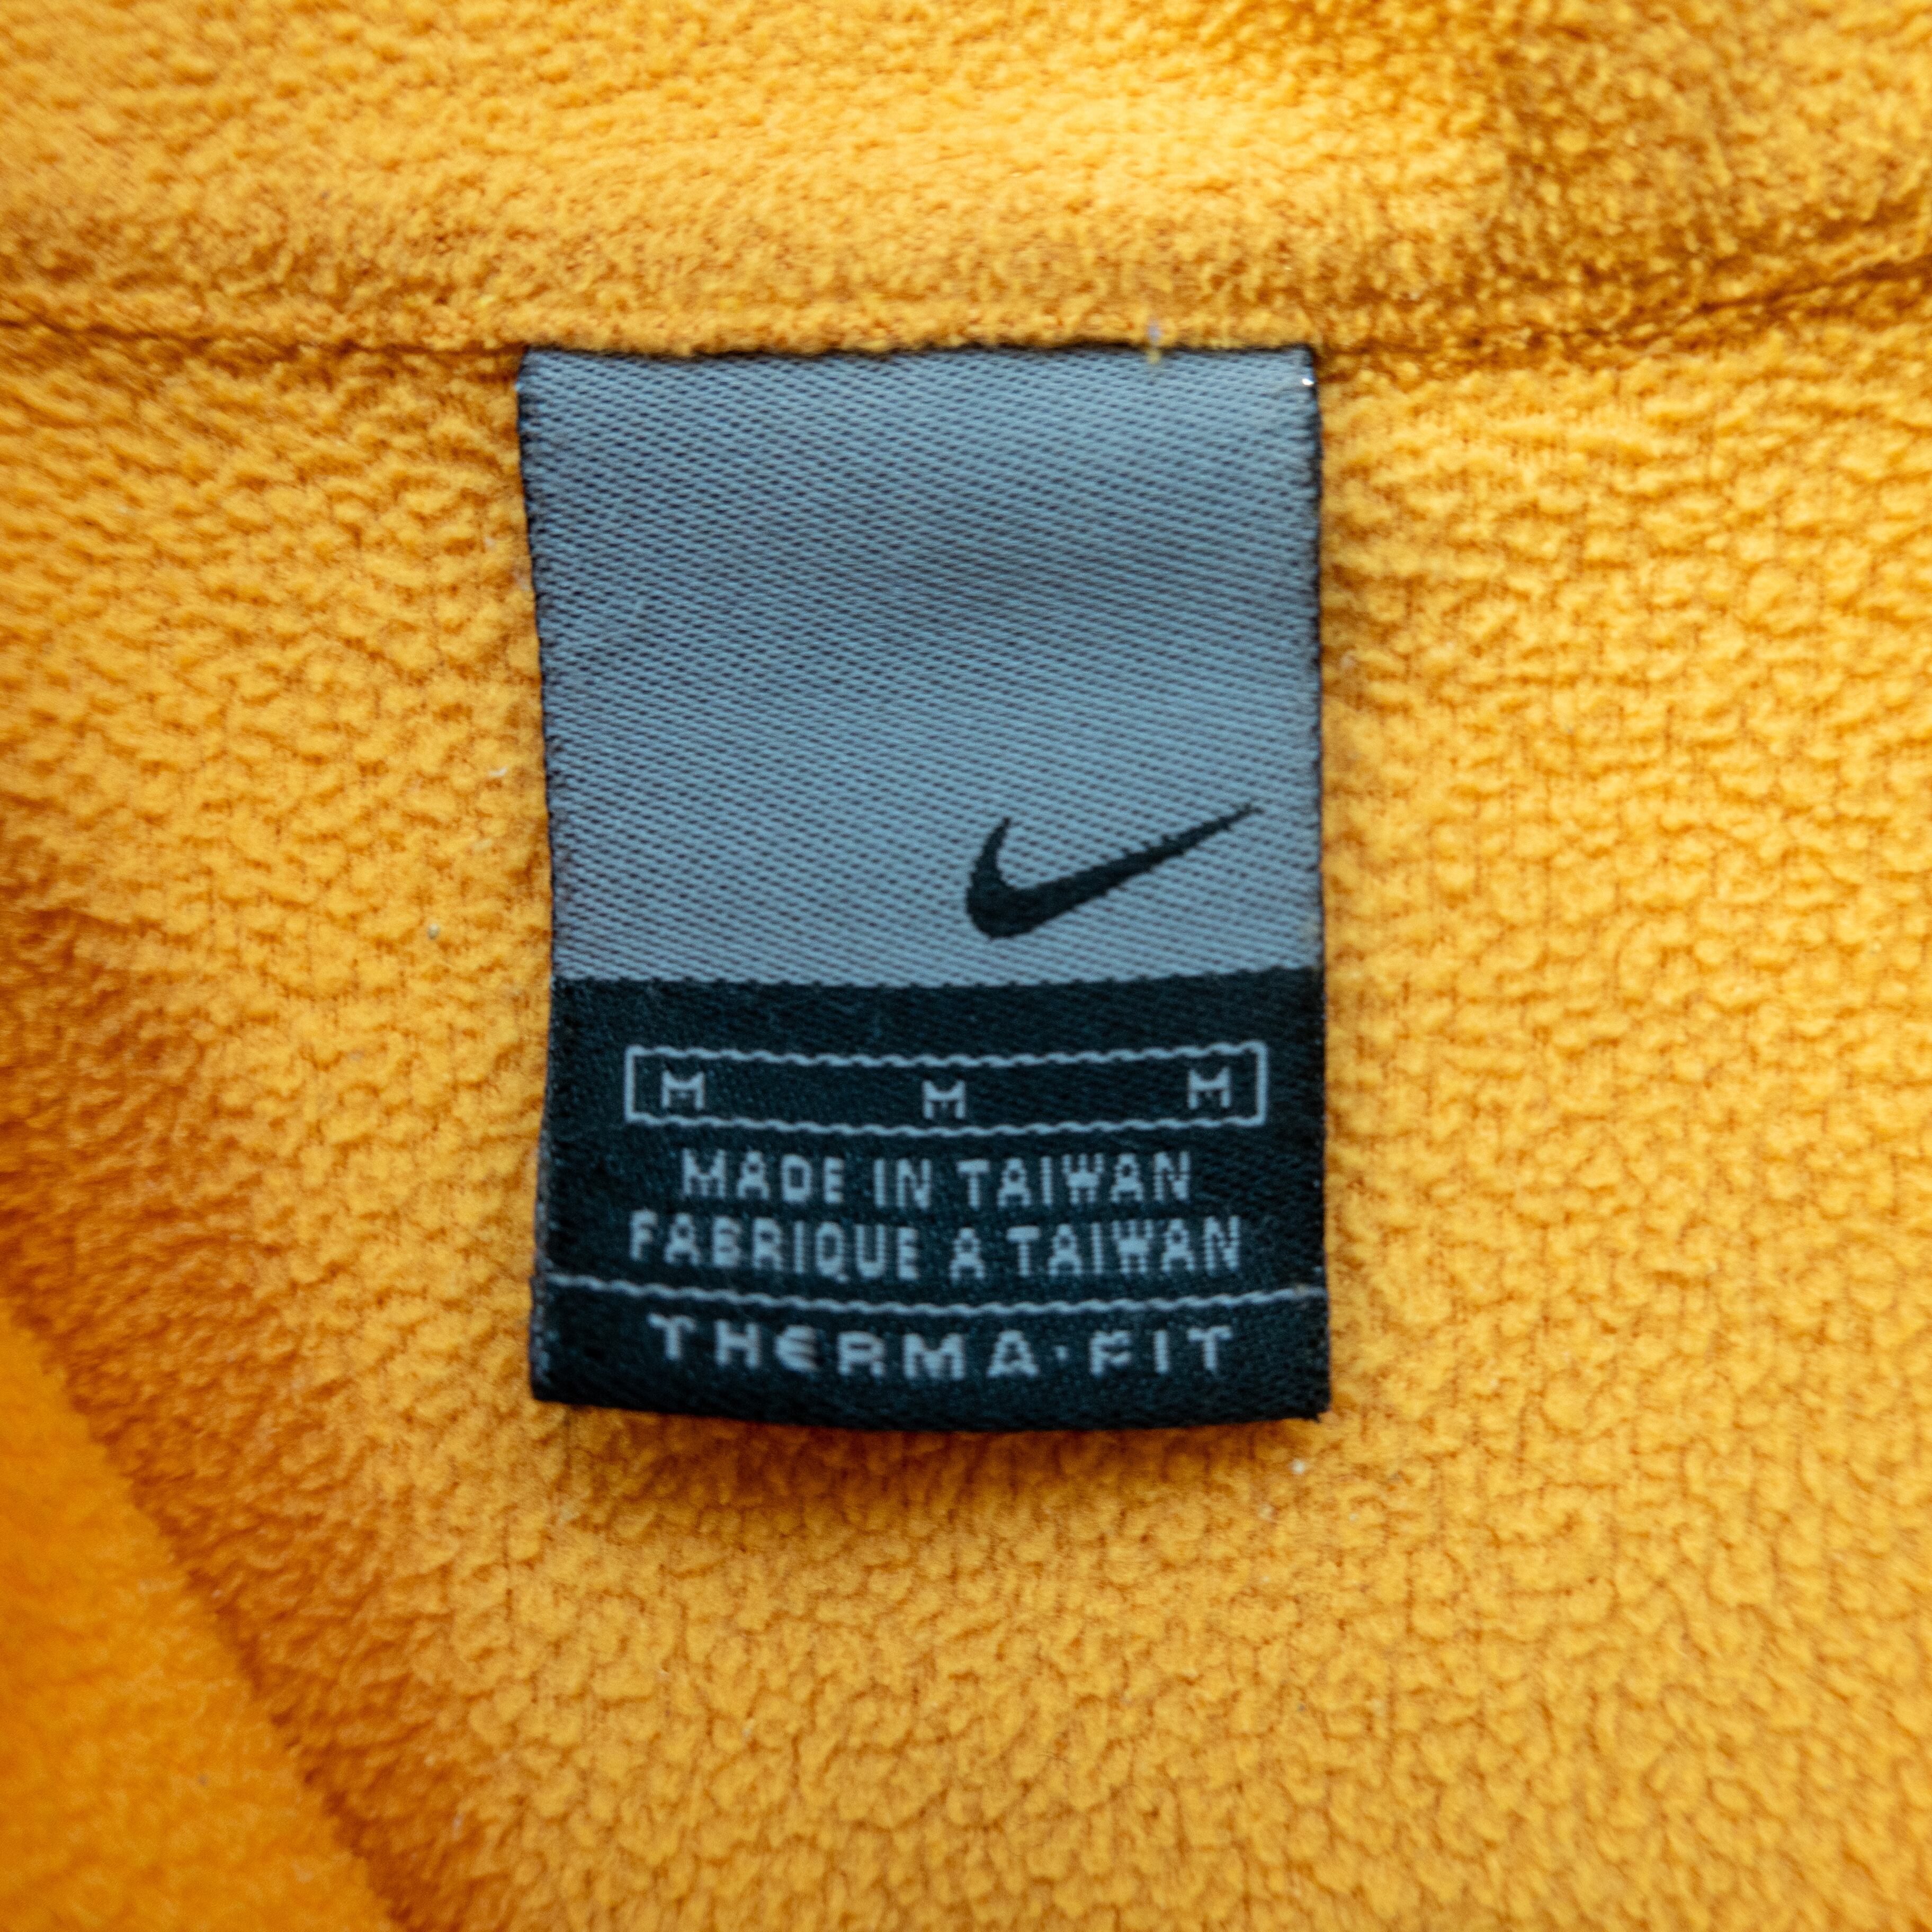 M M M
MADE IN TAIWAN
FABRIQUE A TAIWAN
THERMA·FIT